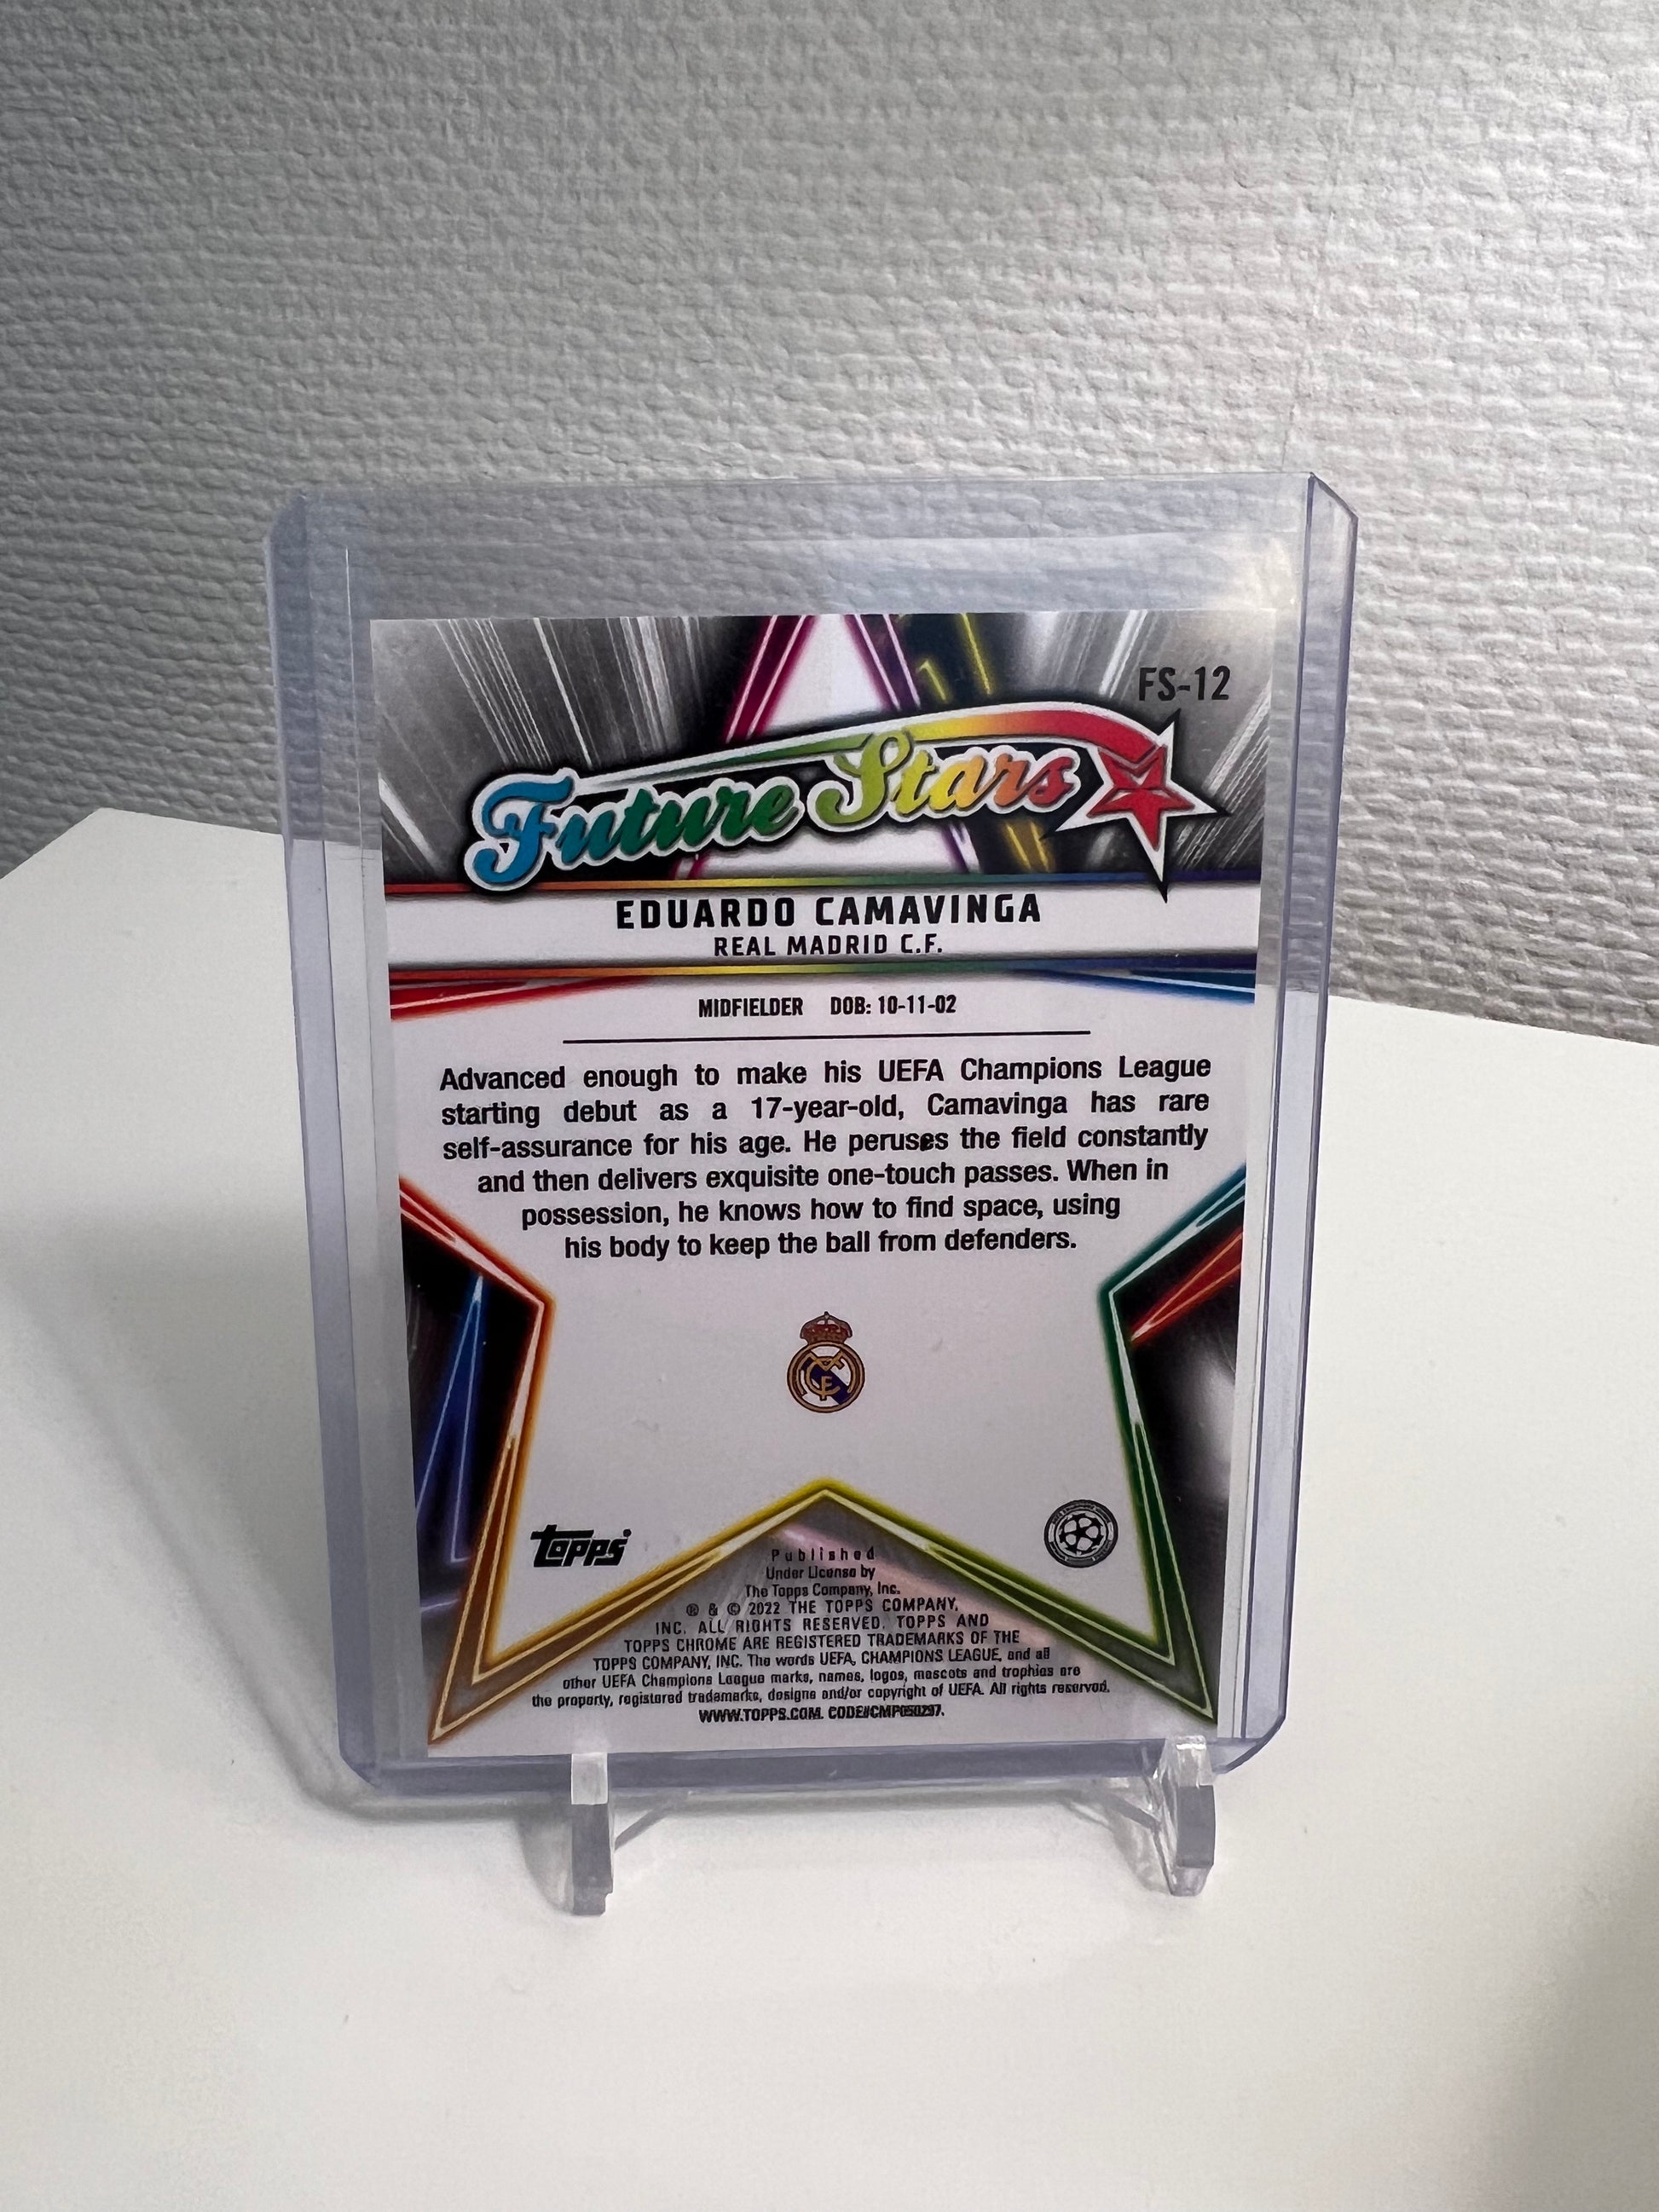 FS-12
Future Stars
EDUARDO CAMAVINGA
REAL MADRID C.F.
MIDFIELDER DOB: 10-11-02
Advanced enough to make his UEFA Champions League
starting debut as a 17-year-old, Camavinga has rare
self-assurance for his age. He peruses the field constantly
and then delivers exquisite one-touch passes. When in
possession, he knows how to find space, using
his body to keep the ball from defenders.
topps
Published
Under License by
The Topps Company, Inc.
® & © 2022 THE TOPPS COMPANY,
INC. ALL RIGHTS RESERVED. TOPPS AND
TOPPS CHROME ARE REGISTERED TRADEMARKS OF THE
TOPPS COMPANY, INC. The words UEFA, CHAMPIONS LEAGUE, and all
other UEFA Champions League marks, names, logos, mascots and trophies are
the property, registered trademarks, designs and/or copyright of UEFA. All rights reserved.
WWW.TOPPS.COM. CODE#CMP050297.